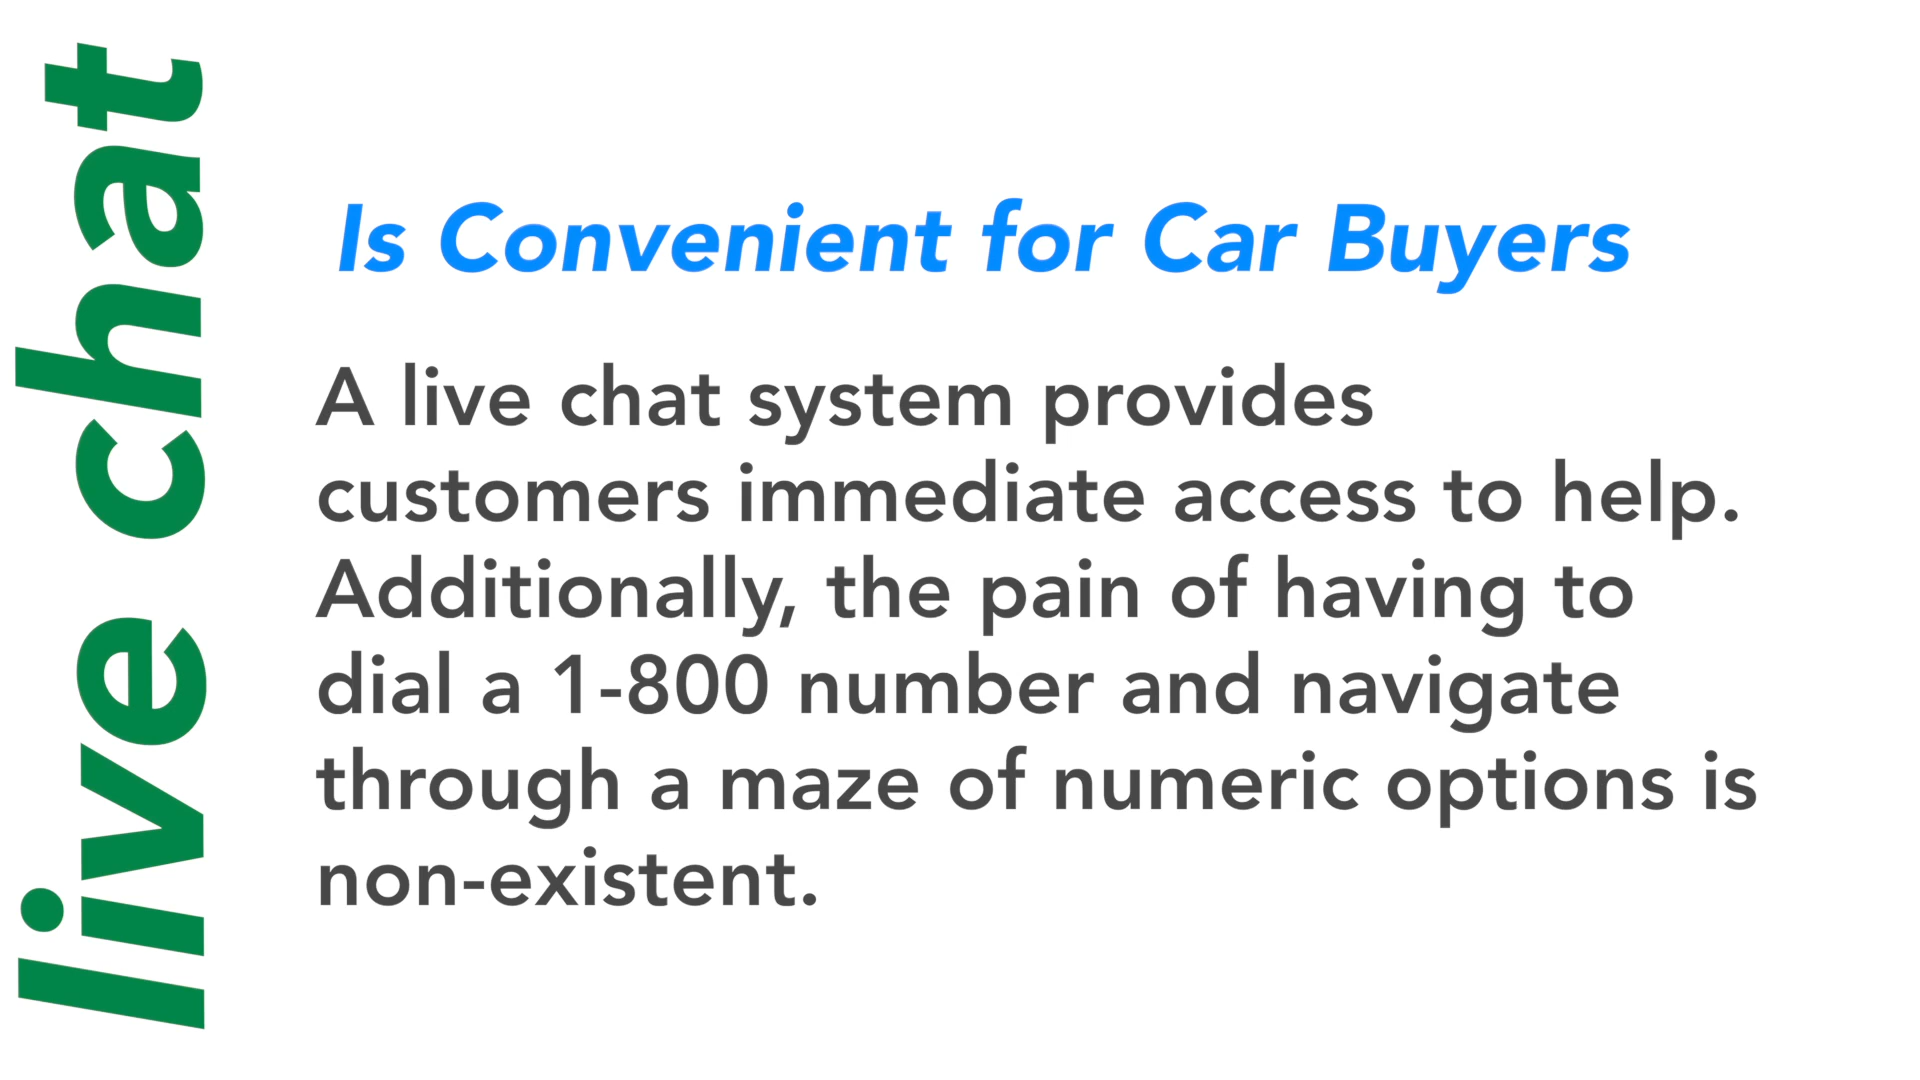 live chat
Is Convenient for Car Buyers
A live chat system provides
customers immediate access to help.
Additionally, the pain of having to
dial a 1-800 number and navigate
through a maze of numeric options is
non-existent.